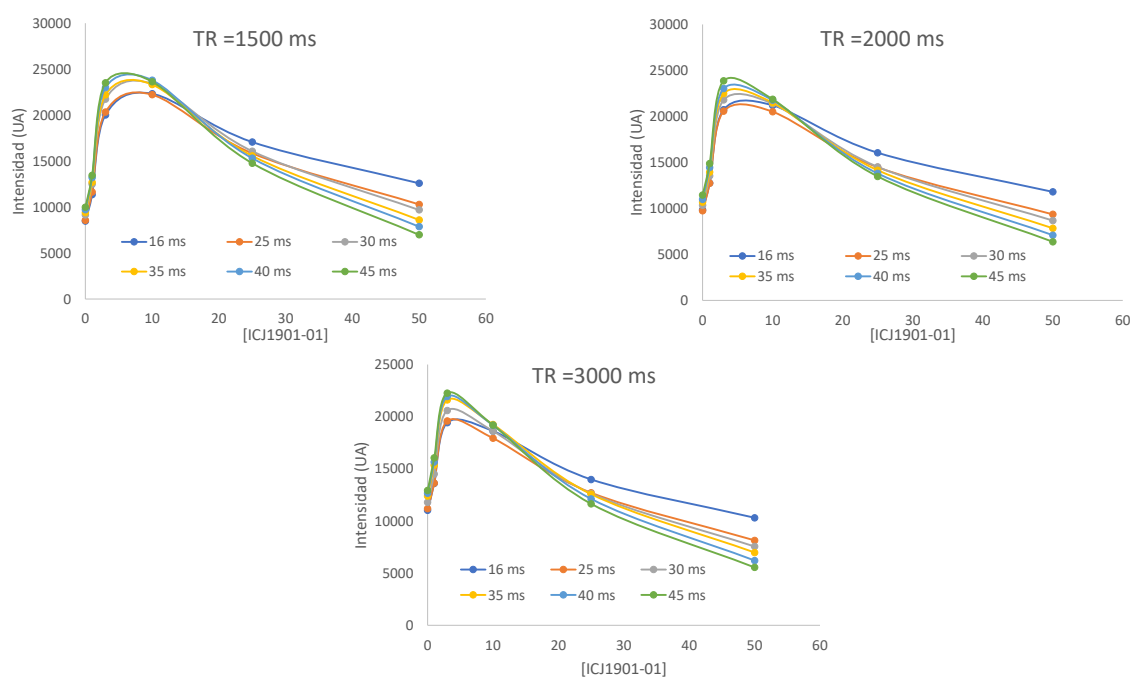 TR =1500 ms
30000
25000
20000
15000
10000
5000
0
Intensidad (UA)
16 ms 25 ms 30 ms
35 ms 40 ms 45 ms
0 10 20 30 40 50 60
[ICJ1901-01]
TR =2000 ms
30000
25000
20000
15000
10000
5000
0
Intensidad (UA)
16 ms 25 ms 30 ms
35 ms 40 ms 45 ms
0 10 20 30 40 50 60
[ICJ1901-01]
TR =3000 ms
25000
20000
15000
10000
5000
0
Intensidad (UA)
16 ms 25 ms 30 ms
35 ms 40 ms 45 ms
0 10 20 30 40 50 60
[ICJ1901-01]